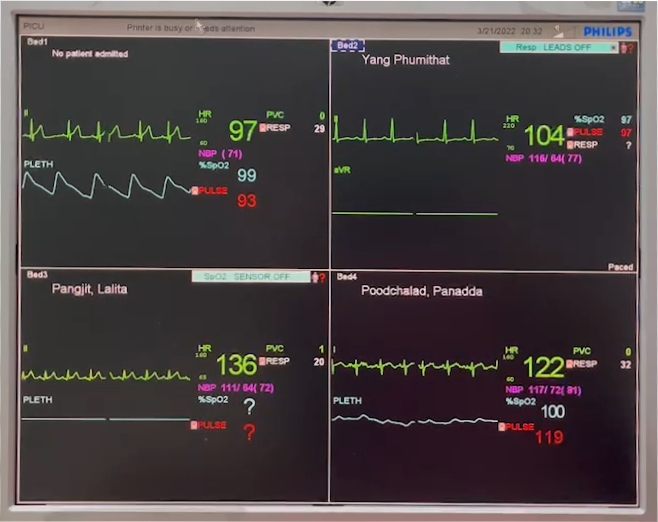 PICU
Printer is busy or needs attention
3/21/2022 20:32
PHILIPS
Bed1
No patient admitted
II
HR
160
60
97
PVC 0
RESP 29
NBP (71)
PLETH
%SpO2
99
PULSE
93
Bed2
Resp LEADS OFF
?
Yang Phumithat
II
HR
220
70
104
%SpO2 97
PULSE 97
RESP ?
NBP 116/ 64( 77)
aVR
Paced
Bed3
SpO2 SENSOR OFF
?
Pangjit, Lalita
II
HR
160
136
PVC 1
RESP 20
NBP 111/ 64( 72)
PLETH
%SpO2
?
PULSE
?
Bed4
Poodchalad, Panadda
I
HR
160
60
122
PVC 0
RESP 32
NBP 117/ 72( 81)
PLETH
%SpO2
100
PULSE
119